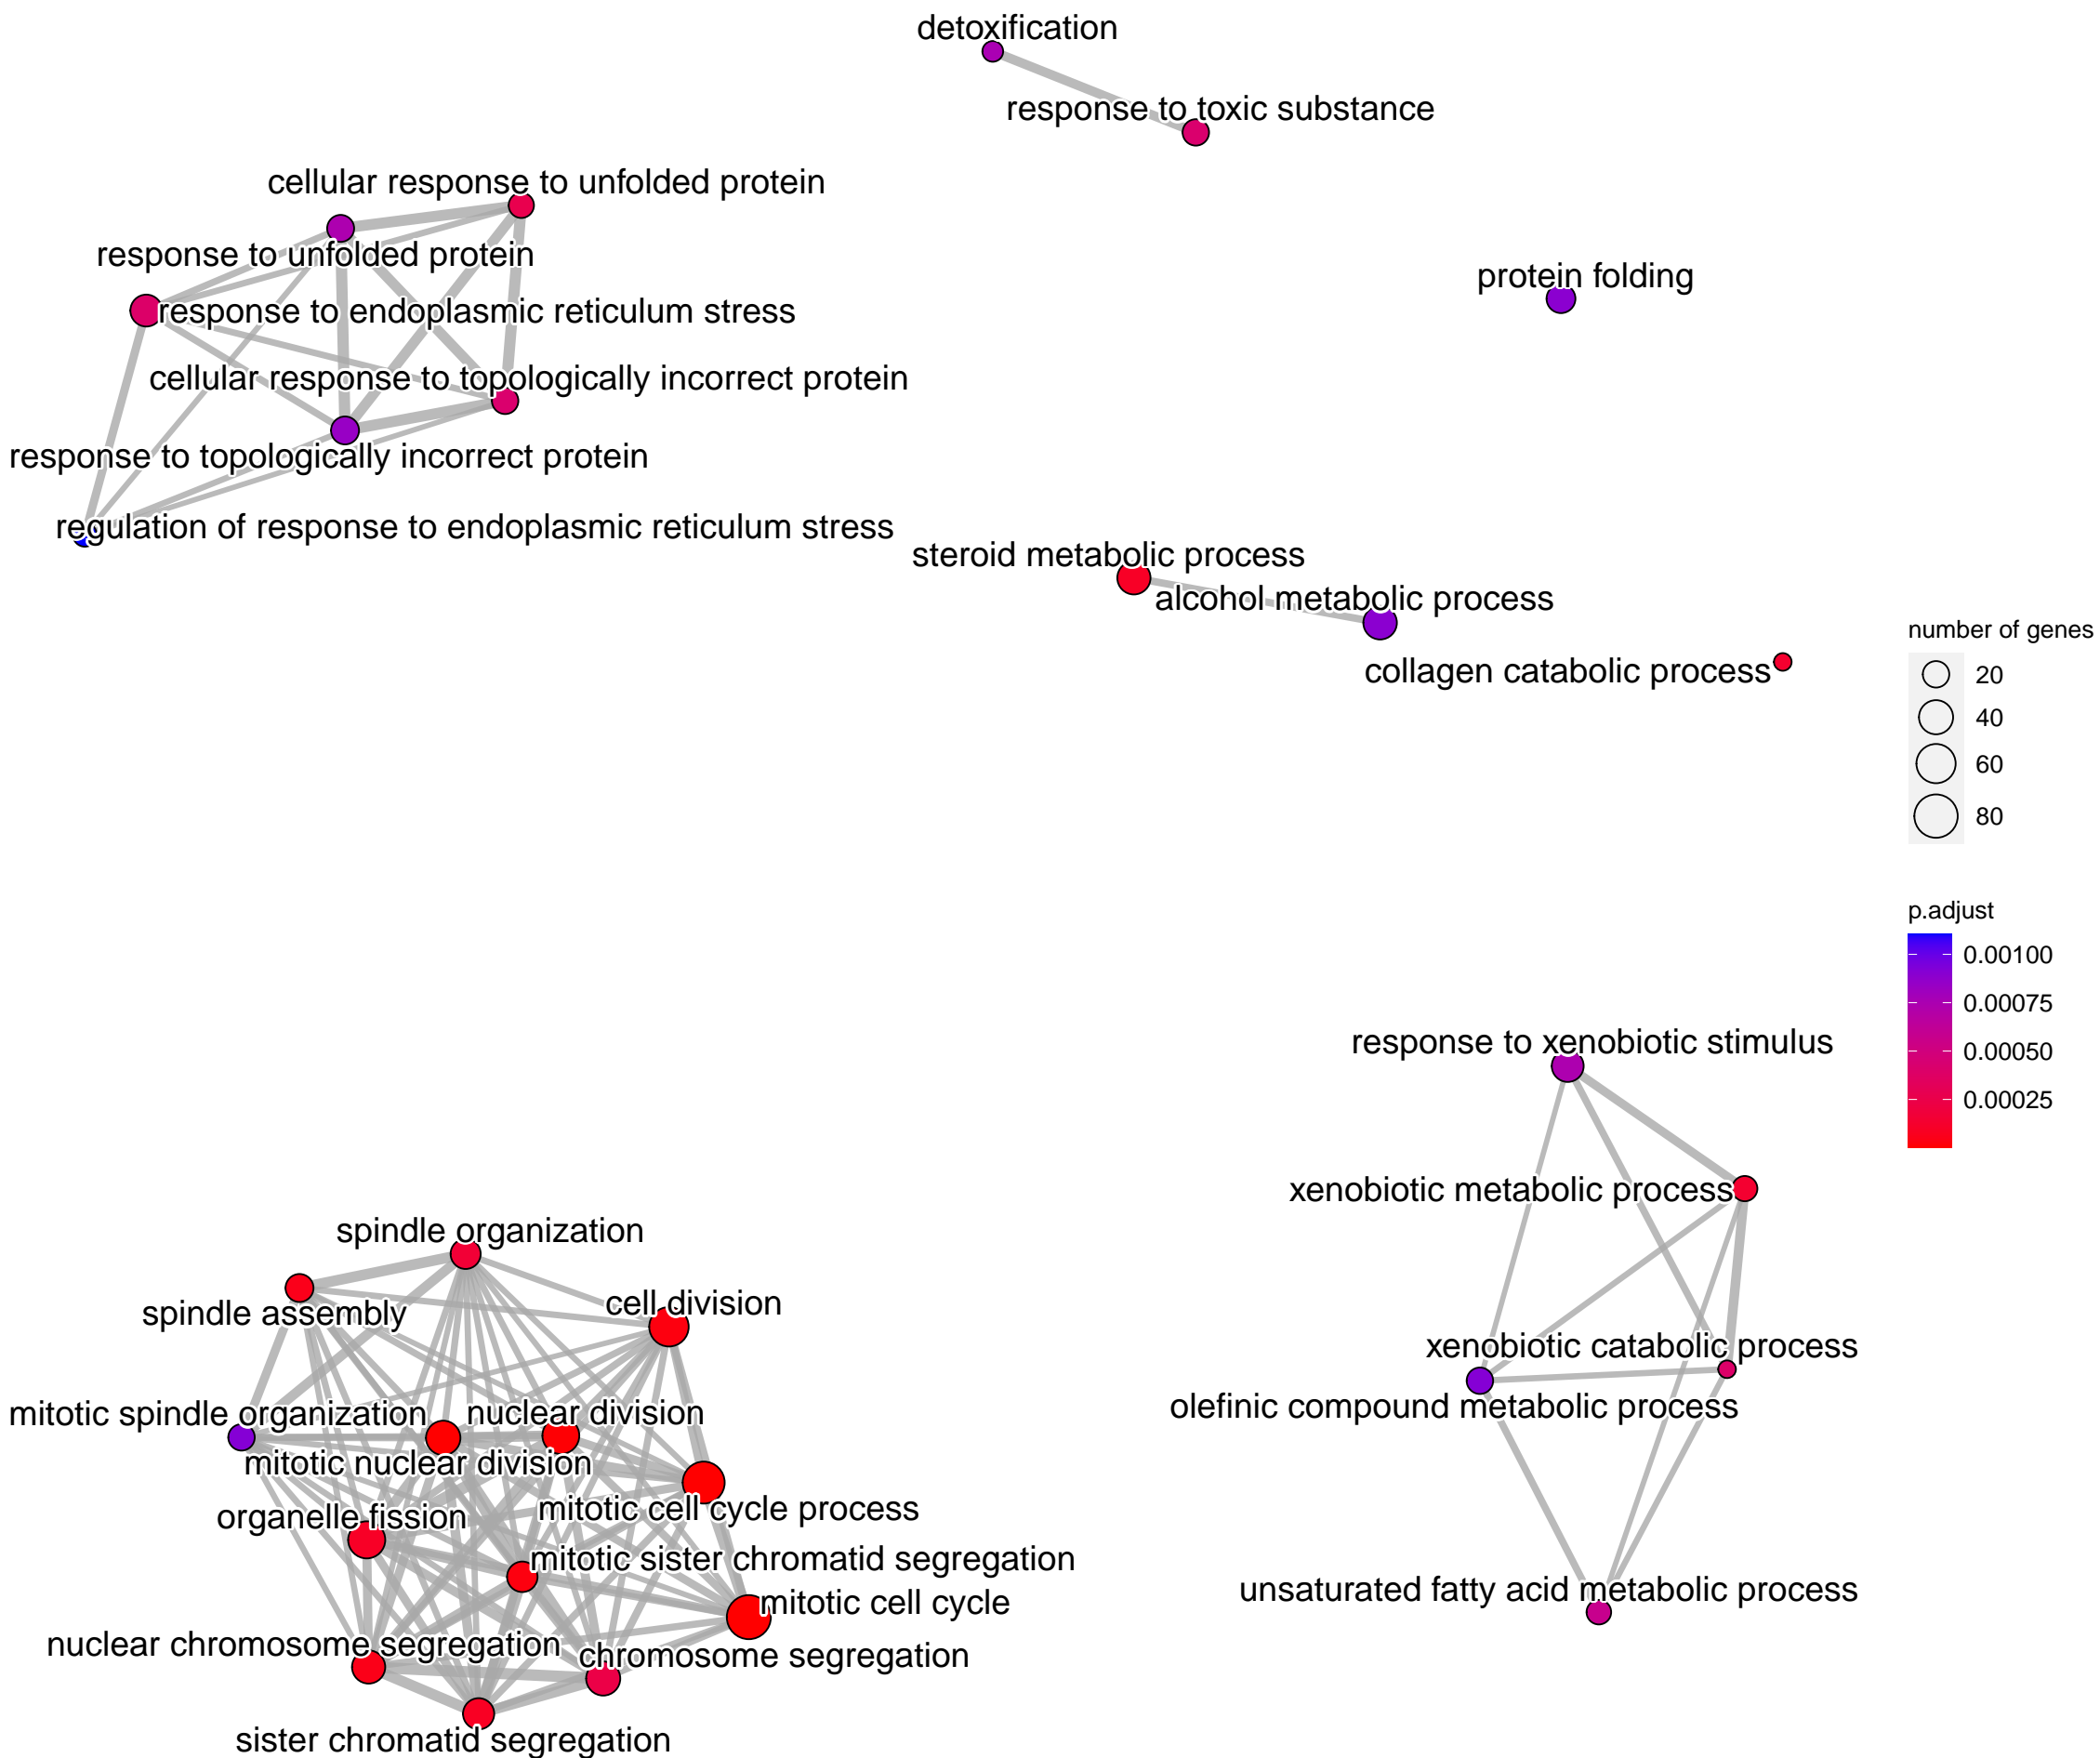 detoxification
response to toxic substance
cellular response to unfolded protein
response to unfolded protein
protein folding
response to endoplasmic reticulum stress
cellular response to topologically incorrect protein
response to topologically incorrect protein
regulation of response to endoplasmic reticulum stress
steroid metabolic process
alcohol metabolic process
collagen catabolic process
number of genes
20
40
60
80
p.adjust
0.00100
0.00075
0.00050
0.00025
response to xenobiotic stimulus
xenobiotic metabolic process
xenobiotic catabolic process
olefinic compound metabolic process
unsaturated fatty acid metabolic process
spindle organization
cell division
spindle assembly
mitotic spindle organization
nuclear division
mitotic nuclear division
mitotic cell cycle process
organelle fission
mitotic sister chromatid segregation
mitotic cell cycle
nuclear chromosome segregation
chromosome segregation
sister chromatid segregation